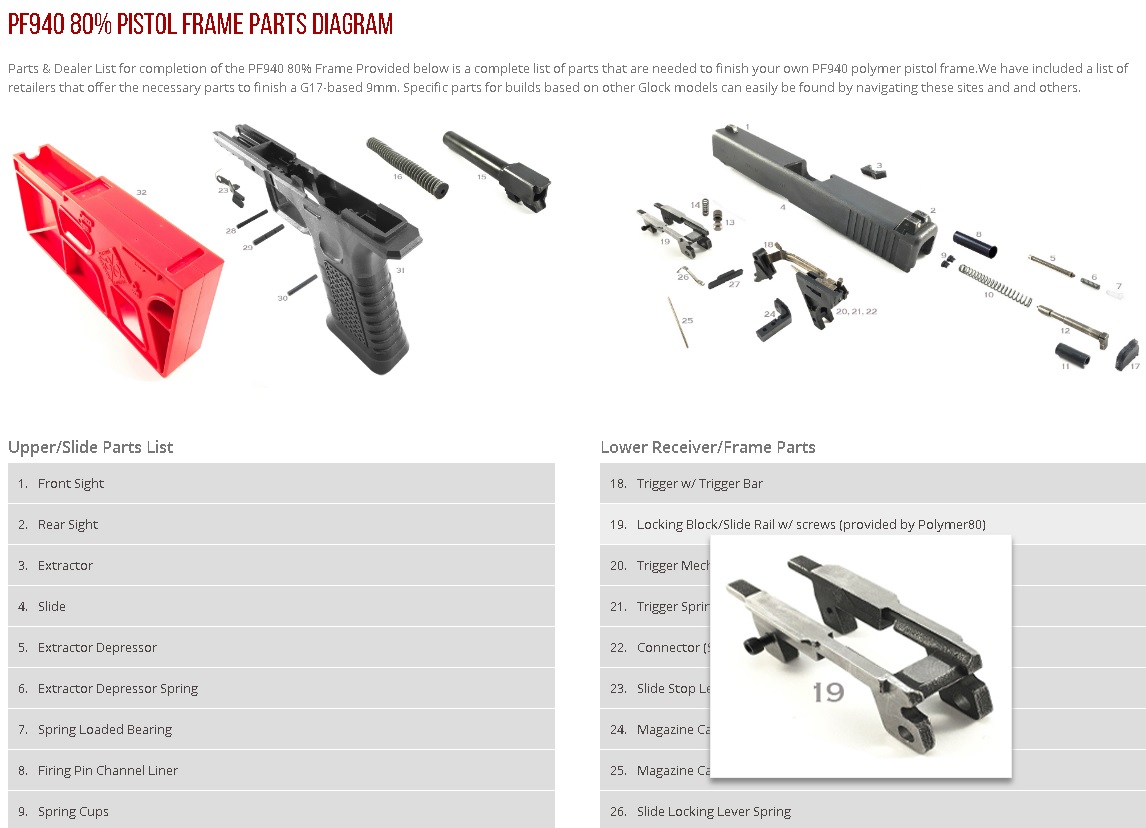 PF940 80% PISTOL FRAME PARTS DIAGRAM
Parts & Dealer List for completion of the PF940 80% Frame Provided below is a complete list of parts that are needed to finish your own PF940 polymer pistol frame.We have included a list of
retailers that offer the necessary parts to finish a G17-based 9mm. Specific parts for builds based on other Glock models can easily be found by navigating these sites and and others.
32
23
28
29
30
31
16
15
1
3
4
2
14
13
19
18
8
9
5
6
7
26
27
10
25
24
20, 21, 22
12
11
17
Upper/Slide Parts List
1. Front Sight
2. Rear Sight
3. Extractor
4. Slide
5. Extractor Depressor
6. Extractor Depressor Spring
7. Spring Loaded Bearing
8. Firing Pin Channel Liner
9. Spring Cups
Lower Receiver/Frame Parts
18. Trigger w/ Trigger Bar
19. Locking Block/Slide Rail w/ screws (provided by Polymer80)
20. Trigger Mech
21. Trigger Sprin
22. Connector (
23. Slide Stop Le
24. Magazine Ca
25. Magazine Ca
26. Slide Locking Lever Spring
19